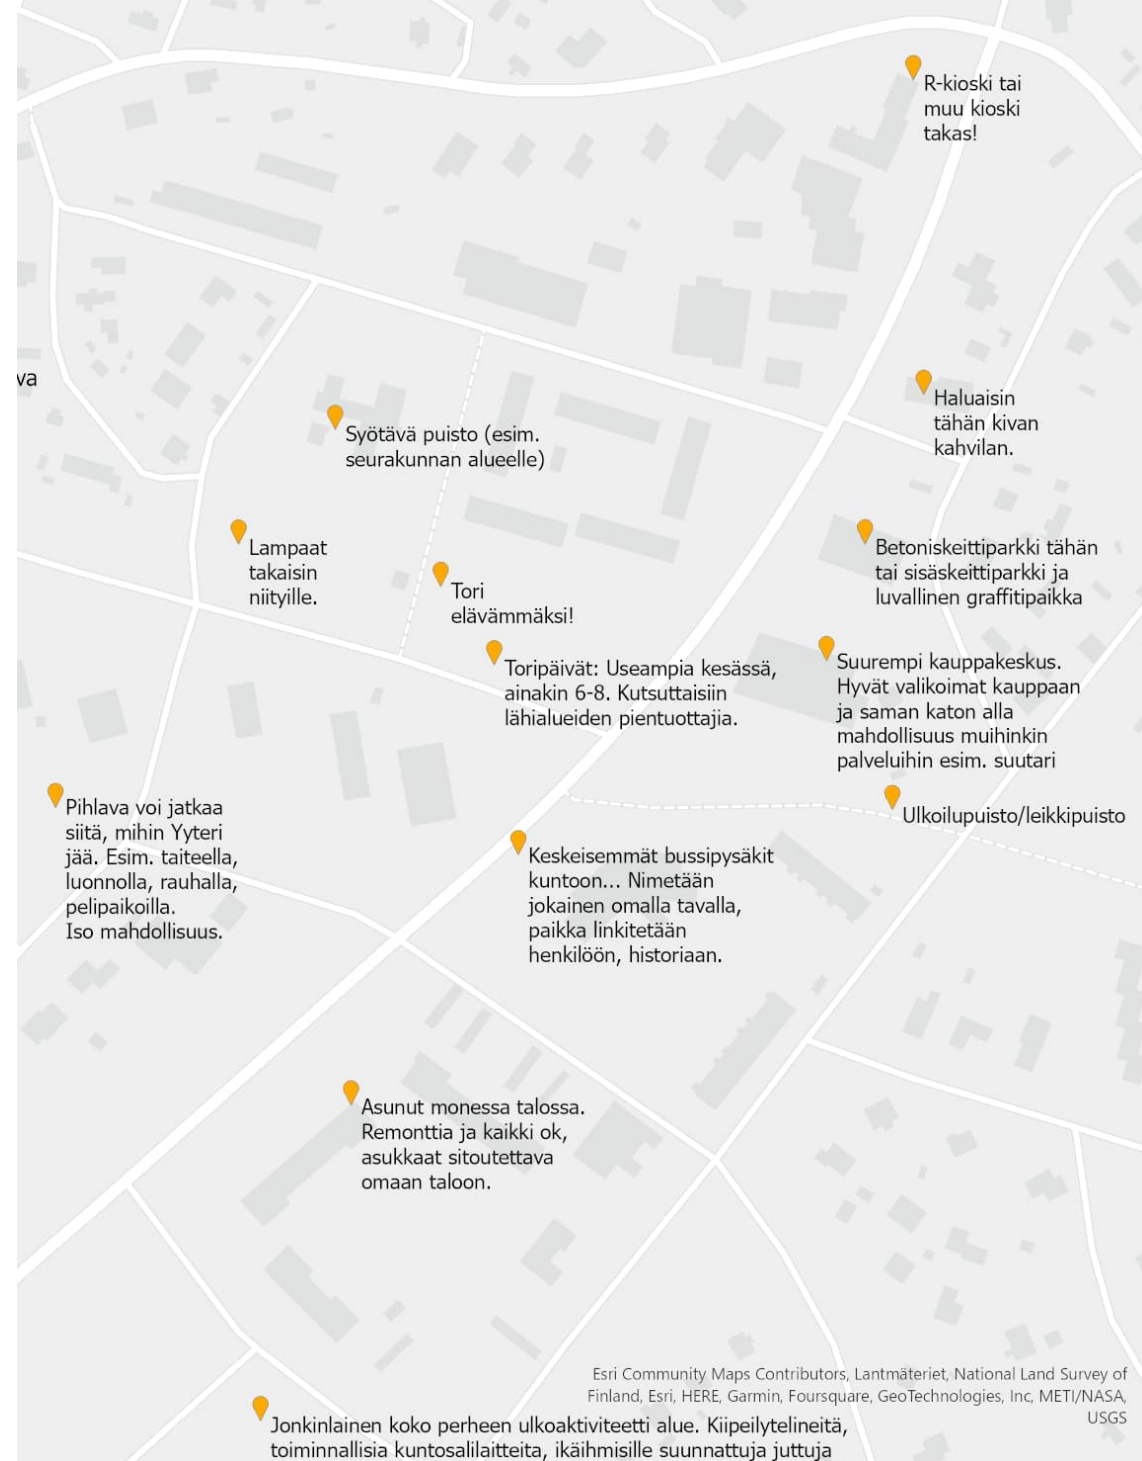 R-kioski tai
muu kioski
takas!
va
Haluaisin
tähän kivan
kahvilan.
Syötävä puisto (esim.
seurakunnan alueelle)
Lampaat
takaisin
niityille.
Betoniskeittiparkki tähän
tai sisäskeittiparkki ja
luvallinen graffitipaikka
Tori
elävämmäksi!
Toripäivät: Useampia kesässä,
ainakin 6-8. Kutsuttaisiin
lähialueiden pientuottajia.
Suurempi kauppakeskus.
Hyvät valikoimat kauppaan
ja saman katon alla
mahdollisuus muihinkin
palveluihin esim. suutari
Pihlava voi jatkaa
siitä, mihin Yyteri
jää. Esim. taiteella,
luonnolla, rauhalla,
pelipaikoilla.
Iso mahdollisuus.
Ulkoilupuisto/leikkipuisto
Keskeisemmät bussipysäkit
kuntoon... Nimetään
jokainen omalla tavalla,
paikka linkitetään
henkilöön, historiaan.
Asunut monessa talossa.
Remonttia ja kaikki ok,
asukkaat sitoutettava
omaan taloon.
Esri Community Maps Contributors, Lantmäteriet, National Land Survey of
Finland, Esri, HERE, Garmin, Foursquare, GeoTechnologies, Inc, METI/NASA,
USGS
Jonkinlainen koko perheen ulkoaktiviteetti alue. Kiipeilytelineitä,
toiminnallisia kuntosalilaitteita, ikäihmisille suunnattuja juttuja